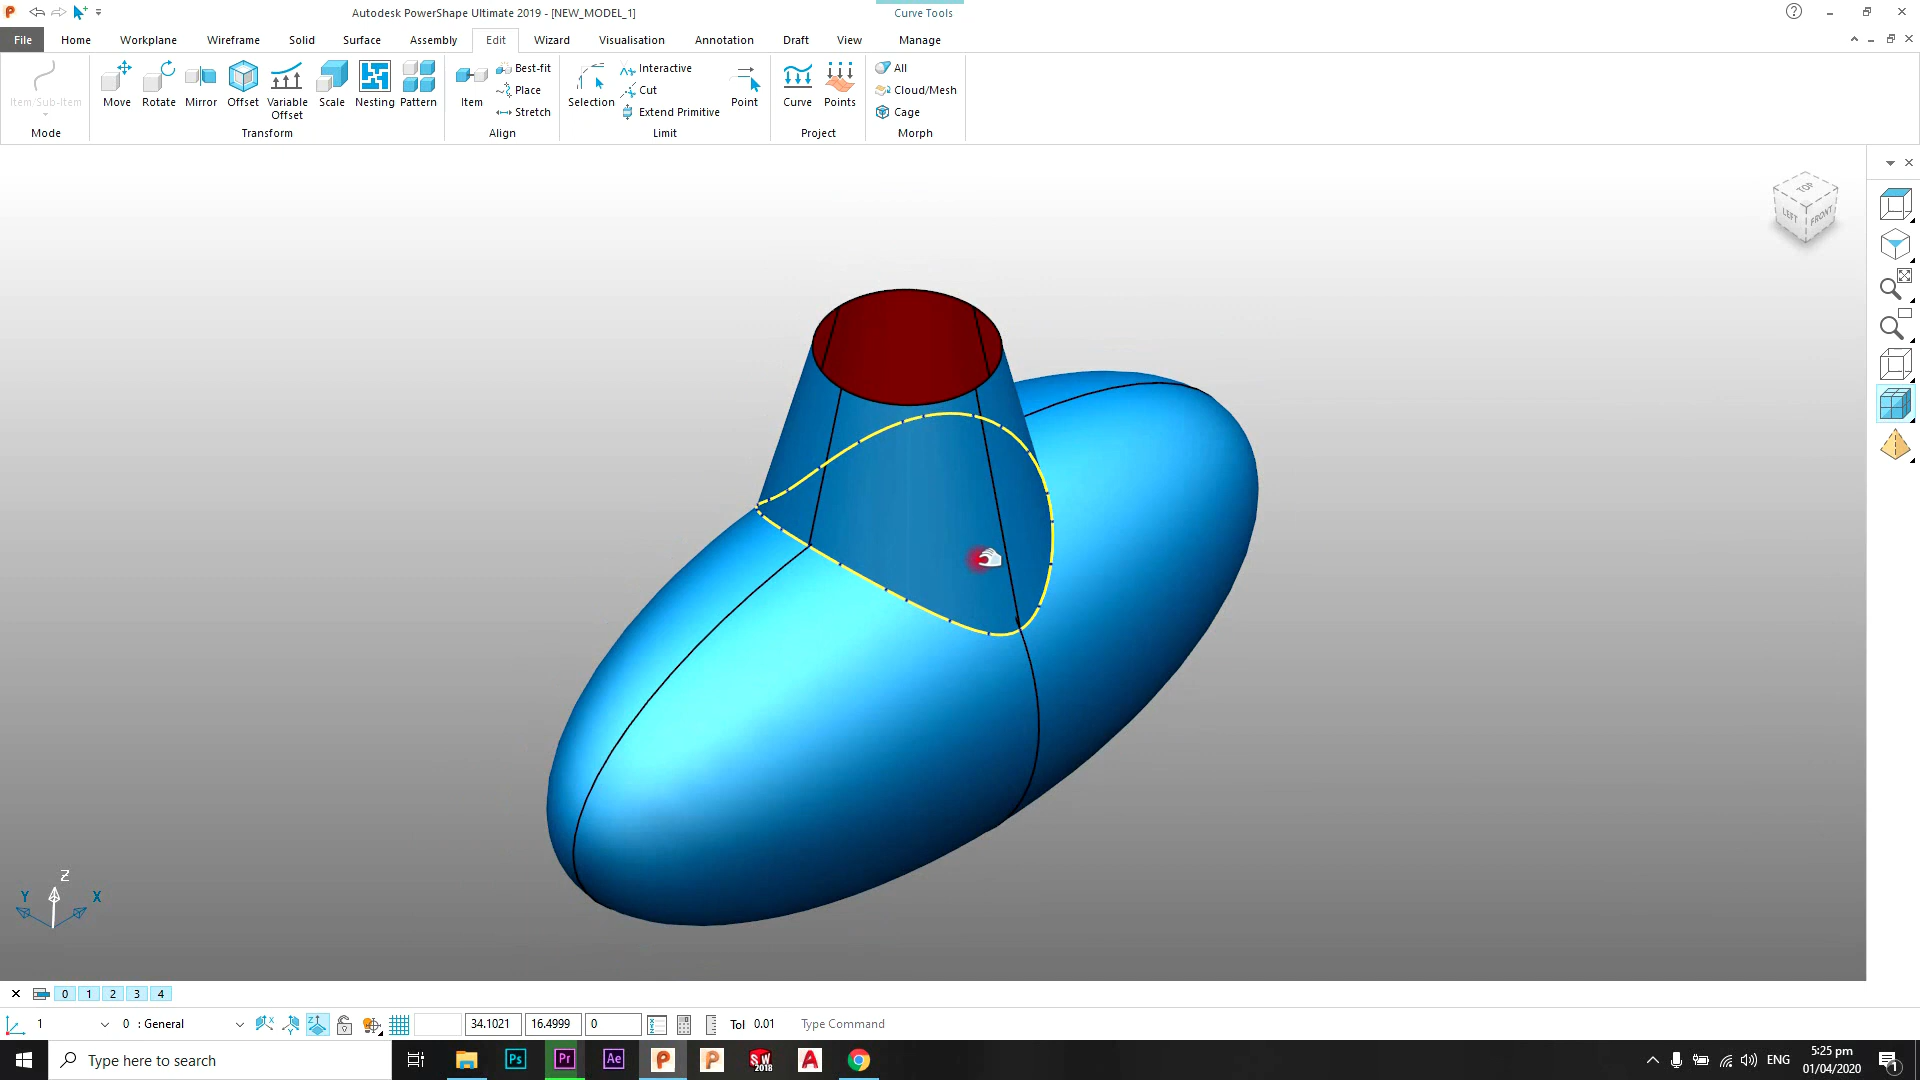 Autodesk PowerShape Ultimate 2019 - [NEW_MODEL_1]
Curve Tools
File Home Workplane Wireframe Solid Surface Assembly Edit Wizard Visualisation Annotation Draft View Manage
Item/Sub-Item
Mode
Move Rotate Mirror Offset Variable Offset Scale Nesting Pattern
Transform
Item
Best-fit
Place
Stretch
Align
Selection
Interactive
Cut
Extend Primitive
Point
Limit
Curve Points
Project
All
Cloud/Mesh
Cage
Morph
TOP
LEFT FRONT
Z
Y X
0 1 2 3 4
1 0 : General 34.1021 16.4999 0 Tol 0.01 Type Command
Type here to search
Ps Pr Ae P P SW 2018 A
ENG
5:25 pm
01/04/2020
1